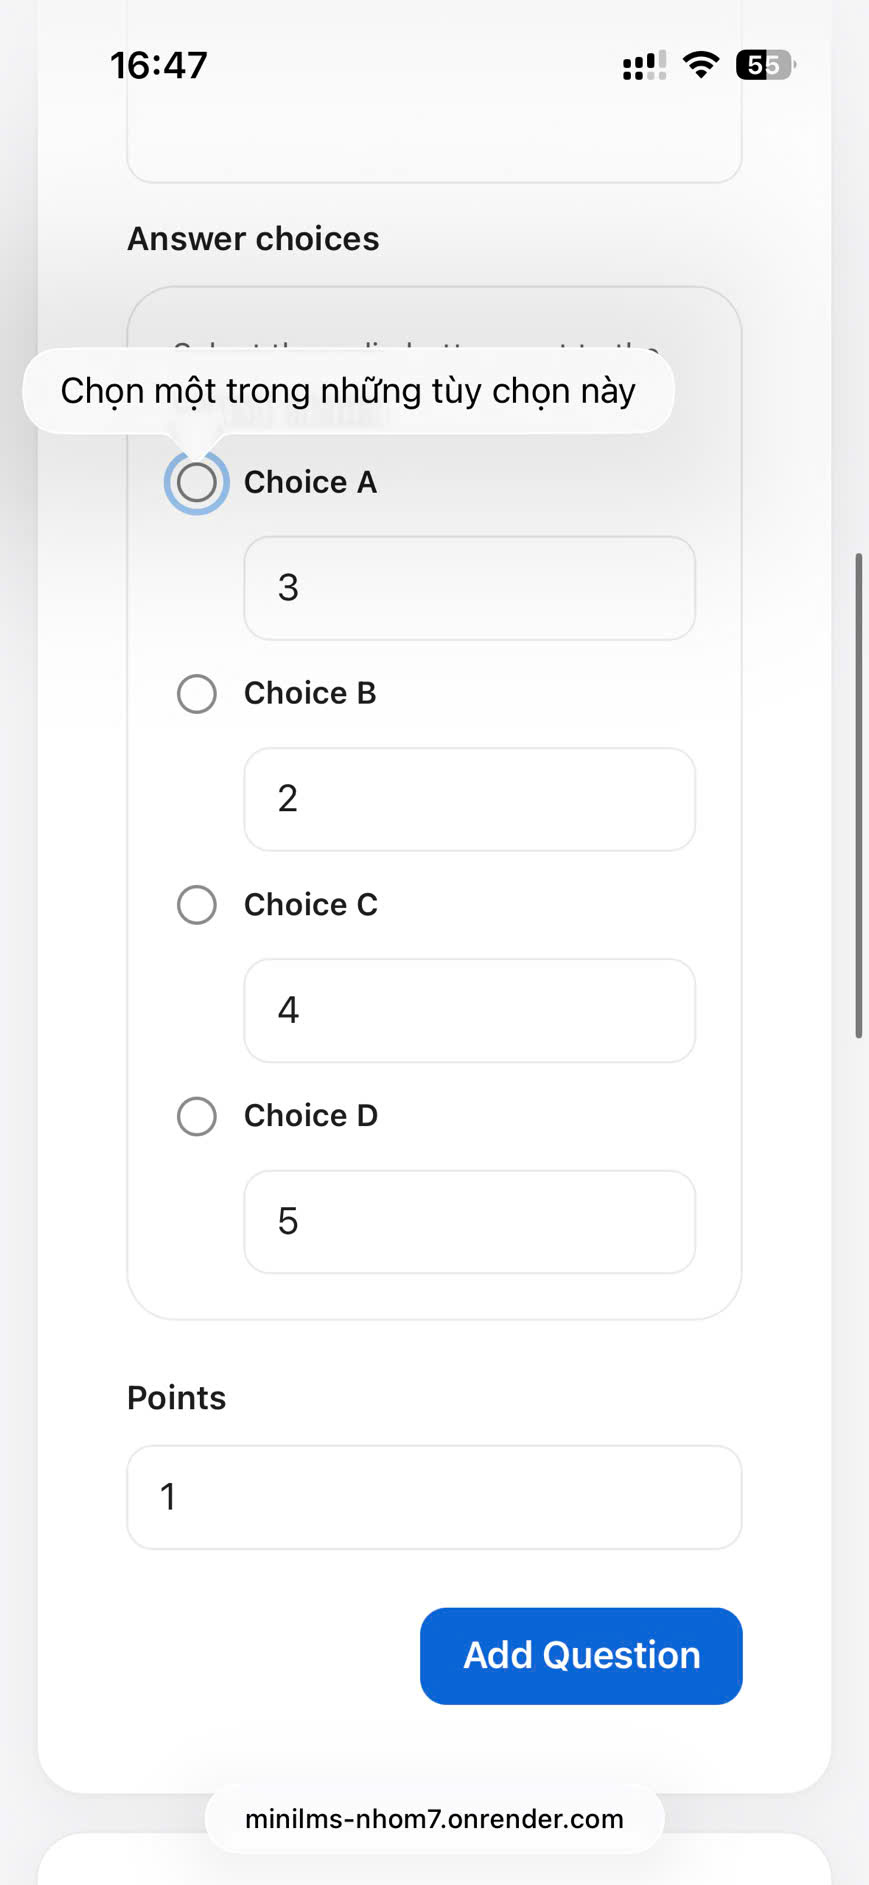 16:47
55
Answer choices
Chọn một trong những tùy chọn này
Choice A
3
Choice B
2
Choice C
4
Choice D
5
Points
1
Add Question
minilms-nhom7.onrender.com